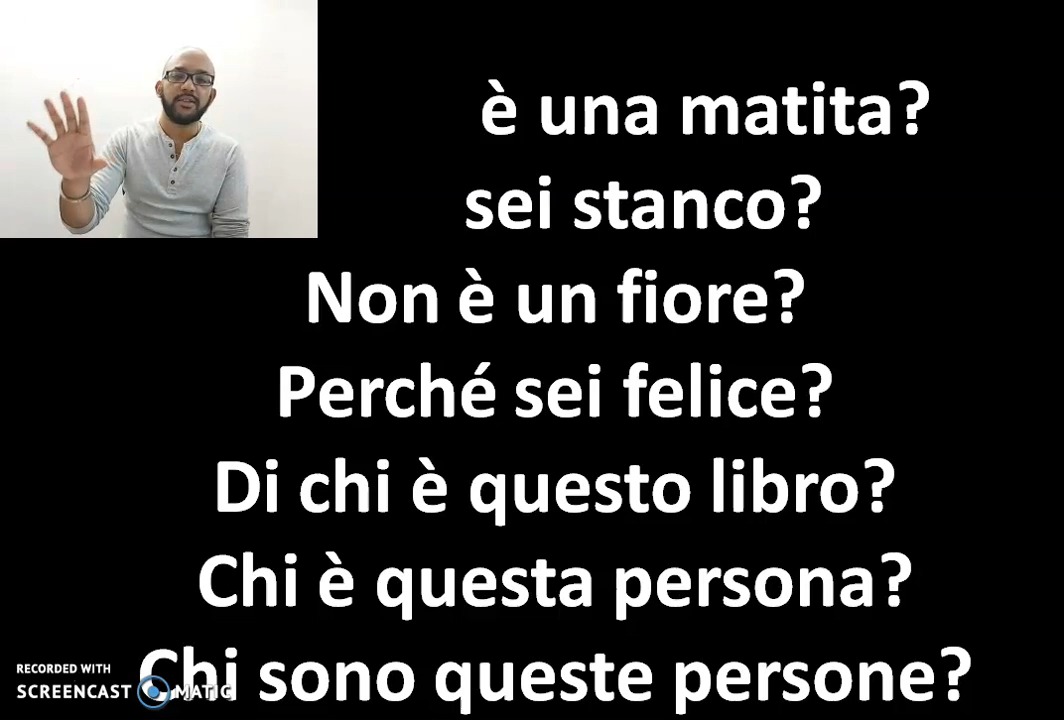 è una matita?
sei stanco?
Non è un fiore?
Perché sei felice?
Di chi è questo libro?
Chi è questa persona?
Chi sono queste persone?
RECORDED WITH
SCREENCAST MATIC